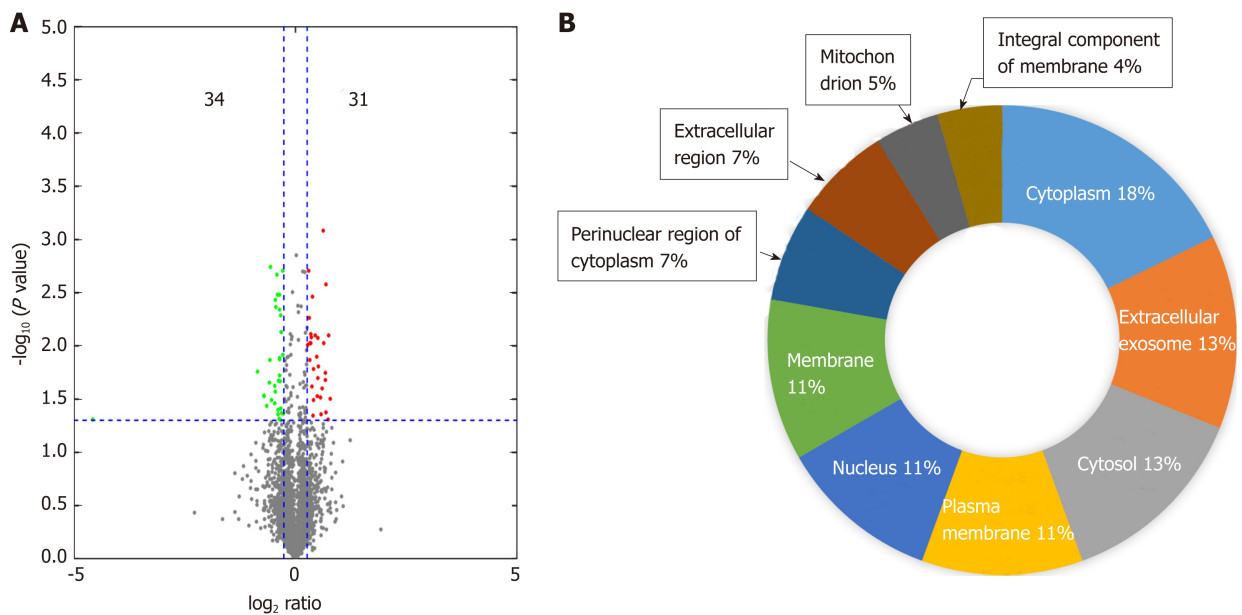 A
5.0
4.5
4.0
3.5
3.0
2.5
2.0
1.5
1.0
0.5
0.0
-log10 (P value)
34
31
-5
0
5
log2 ratio
B
Integral component
of membrane 4%
Mitochon
drion 5%
Extracellular
region 7%
Perinuclear region of
cytoplasm 7%
Cytoplasm 18%
Extracellular
exosome 13%
Cytosol 13%
Plasma
membrane 11%
Nucleus 11%
Membrane
11%